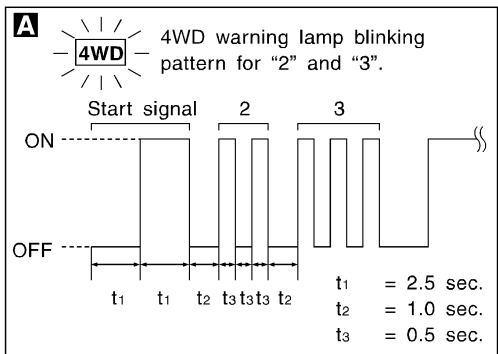 A
4WD
4WD warning lamp blinking
pattern for “2” and “3”.
Start signal 2 3
ON
OFF
t1 t1 t2 t3 t3 t3 t2
t1 = 2.5 sec.
t2 = 1.0 sec.
t3 = 0.5 sec.